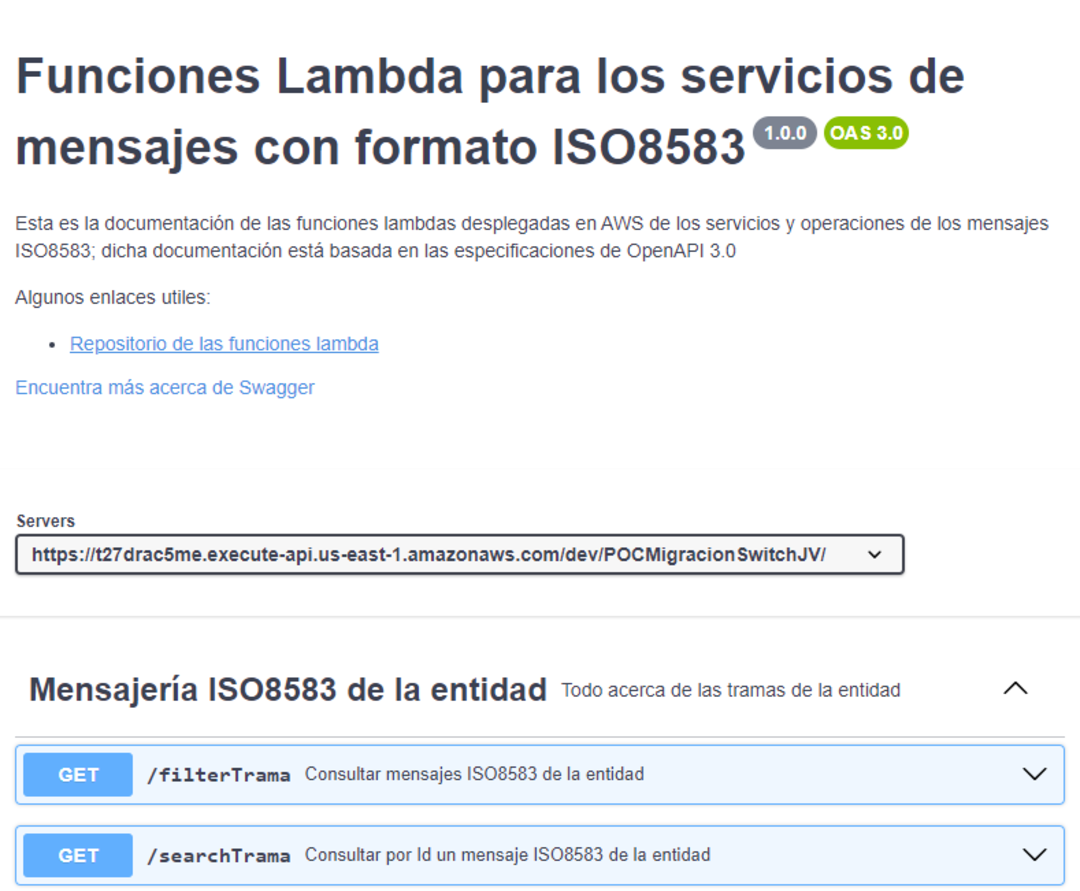 Funciones Lambda para los servicios de
mensajes con formato ISO8583 1.0.0 OAS 3.0
Esta es la documentación de las funciones lambdas desplegadas en AWS de los servicios y operaciones de los mensajes
ISO8583; dicha documentación está basada en las especificaciones de OpenAPI 3.0
Algunos enlaces utiles:
• Repositorio de las funciones lambda
Encuentra más acerca de Swagger
Servers
https://t27drac5me.execute-api.us-east-1.amazonaws.com/dev/POCMigracionSwitchJV/
Mensajería ISO8583 de la entidad Todo acerca de las tramas de la entidad
GET /filterTrama Consultar mensajes ISO8583 de la entidad
GET /searchTrama Consultar por Id un mensaje ISO8583 de la entidad